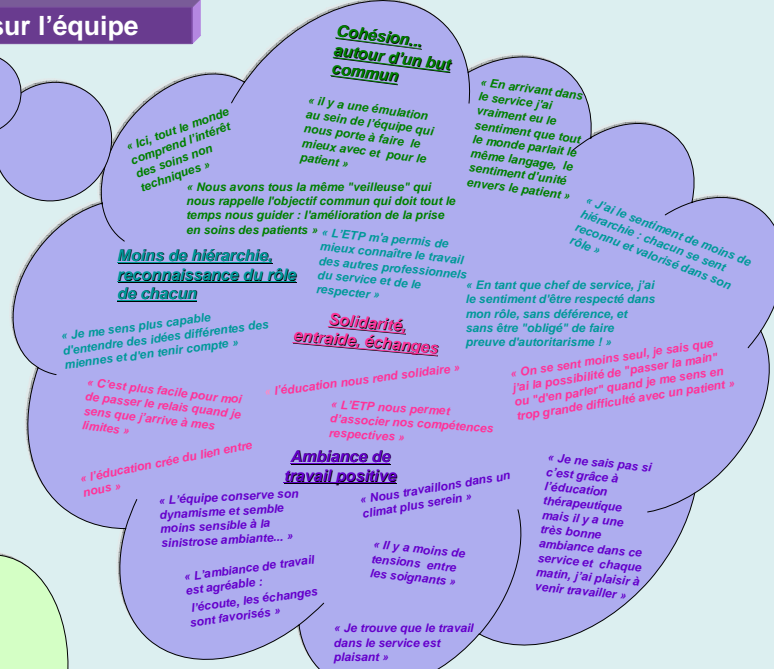 sur l'équipe
Cohésion...
autour d'un but
commun
« Ici, tout le monde
comprend l'intérêt
des soins non
techniques »
« il y a une émulation
au sein de l'équipe qui
nous porte à faire le
mieux avec et pour le
patient »
« En arrivant dans
le service j'ai
vraiment eu le
sentiment que tout
le monde parlait le
même langage, le
sentiment d'unité
envers le patient »
« Nous avons tous la même "veilleuse" qui
nous rappelle l'objectif commun qui doit tout le
temps nous guider : l'amélioration de la prise
en soins des patients »
Moins de hiérarchie,
reconnaissance du rôle
de chacun
« L'ETP m'a permis de
mieux connaître le travail
des autres professionnels
du service et de le
respecter »
« J'ai le sentiment de moins de
hiérarchie : chacun se sent
reconnu et valorisé dans son
rôle »
« En tant que chef de service, j'ai
le sentiment d'être respecté dans
mon rôle, sans déférence, et
sans être "obligé" de faire
preuve d'autoritarisme ! »
« Je me sens plus capable
d'entendre des idées différentes des
miennes et d'en tenir compte »
Solidarité,
entraide, échanges
« C'est plus facile pour moi
de passer le relais quand je
sens que j'arrive à mes
limites »
l'éducation nous rend solidaire »
« L'ETP nous permet
d'associer nos compétences
respectives »
« On se sent moins seul, je sais que
j'ai la possibilité de "passer la main"
ou "d'en parler" quand je me sens en
trop grande difficulté avec un patient »
« l'éducation crée du lien entre
nous »
Ambiance de
travail positive
« L'équipe conserve son
dynamisme et semble
moins sensible à la
sinistrose ambiante... »
« Nous travaillons dans un
climat plus serein »
« Je ne sais pas si
c'est grâce à
l'éducation
thérapeutique
mais il y a une
très bonne
ambiance dans ce
service et chaque
matin, j'ai plaisir à
venir travailler »
« L'ambiance de travail
est agréable :
l'écoute, les échanges
sont favorisés »
« Il y a moins de
tensions entre
les soignants »
« Je trouve que le travail
dans le service est
plaisant »